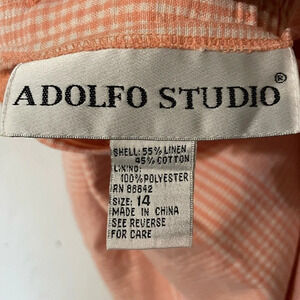 ADOLFO STUDIO®
SHELL: 55% LINEN
45% COTTON
LINING:
100% POLYESTER
RN 86842
SIZE: 14
MADE IN CHINA
SEE REVERSE
FOR CARE